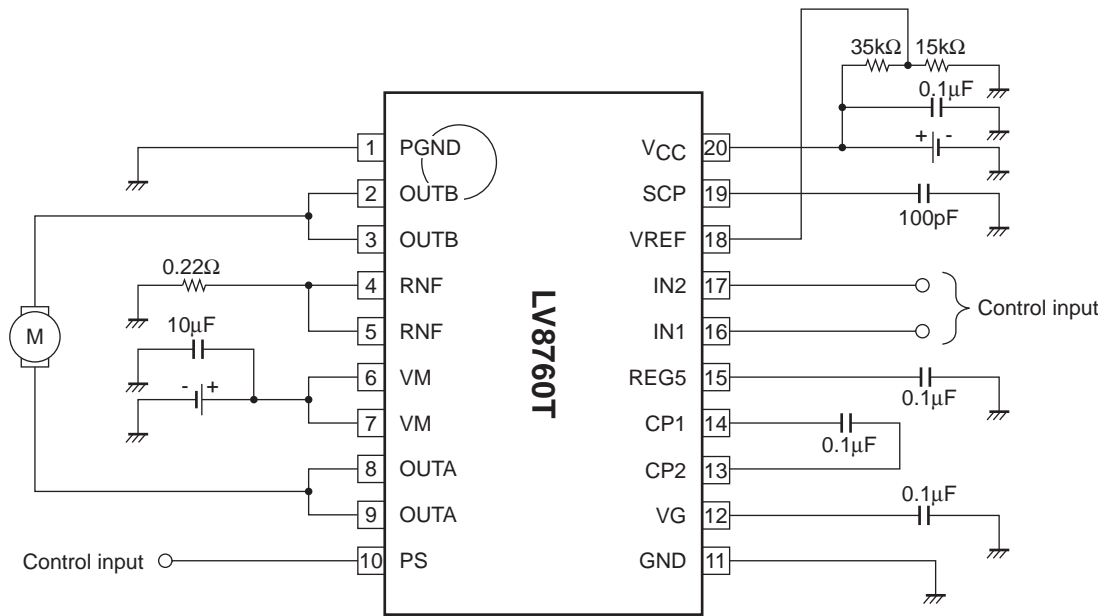 35kΩ 15kΩ
0.1μF
+ -
1 PGND VCC 20
2 OUTB SCP 19
100pF
3 OUTB VREF 18
0.22Ω
4 RNF IN2 17
Control input
5 RNF IN1 16
10μF
6 VM REG5 15
0.1μF
- +
7 VM CP1 14
0.1μF
8 OUTA CP2 13
0.1μF
9 OUTA VG 12
Control input
10 PS GND 11
M
LV8760T